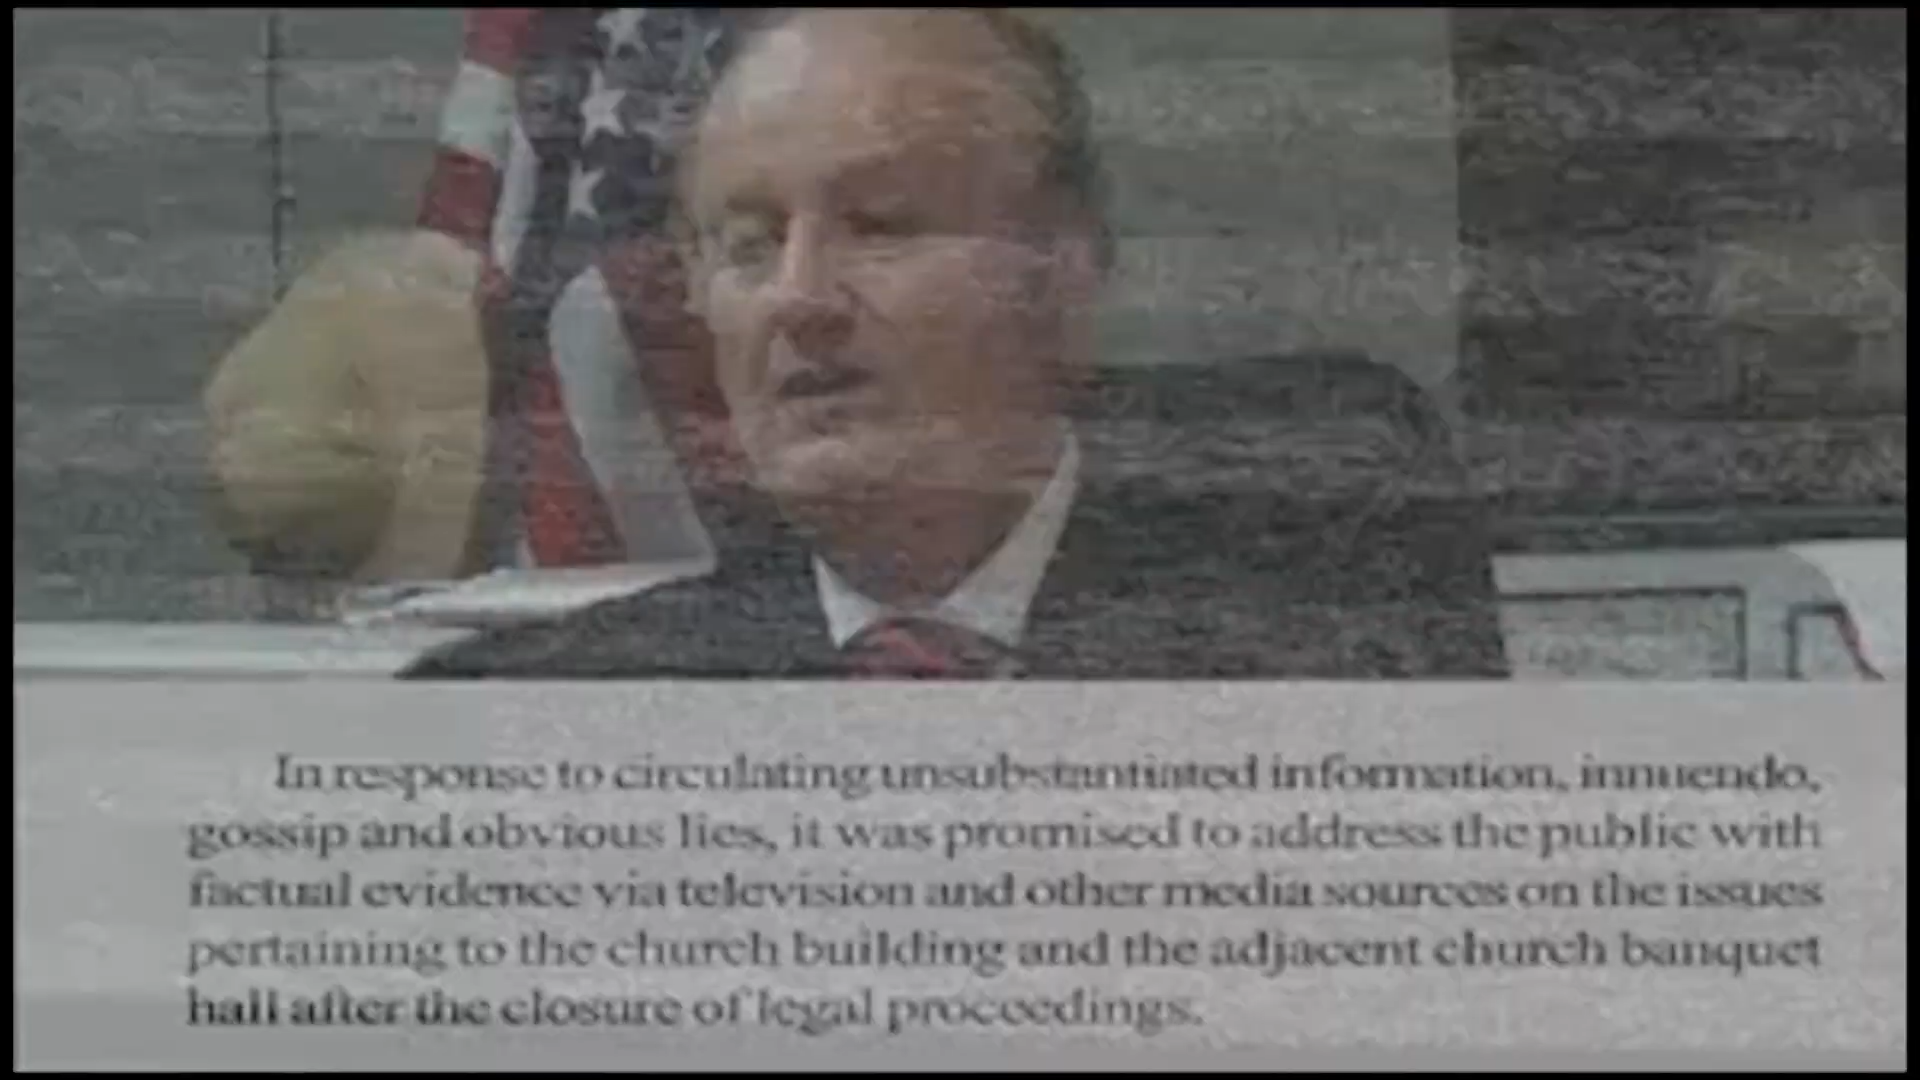 In response to circulating unsubstantiated information, innuendo,
gossip and obvious lies, it was promised to address the public with
factual evidence via television and other media sources on the issues
pertaining to the church building and the adjacent church banquet
hall after the closure of legal proceedings.